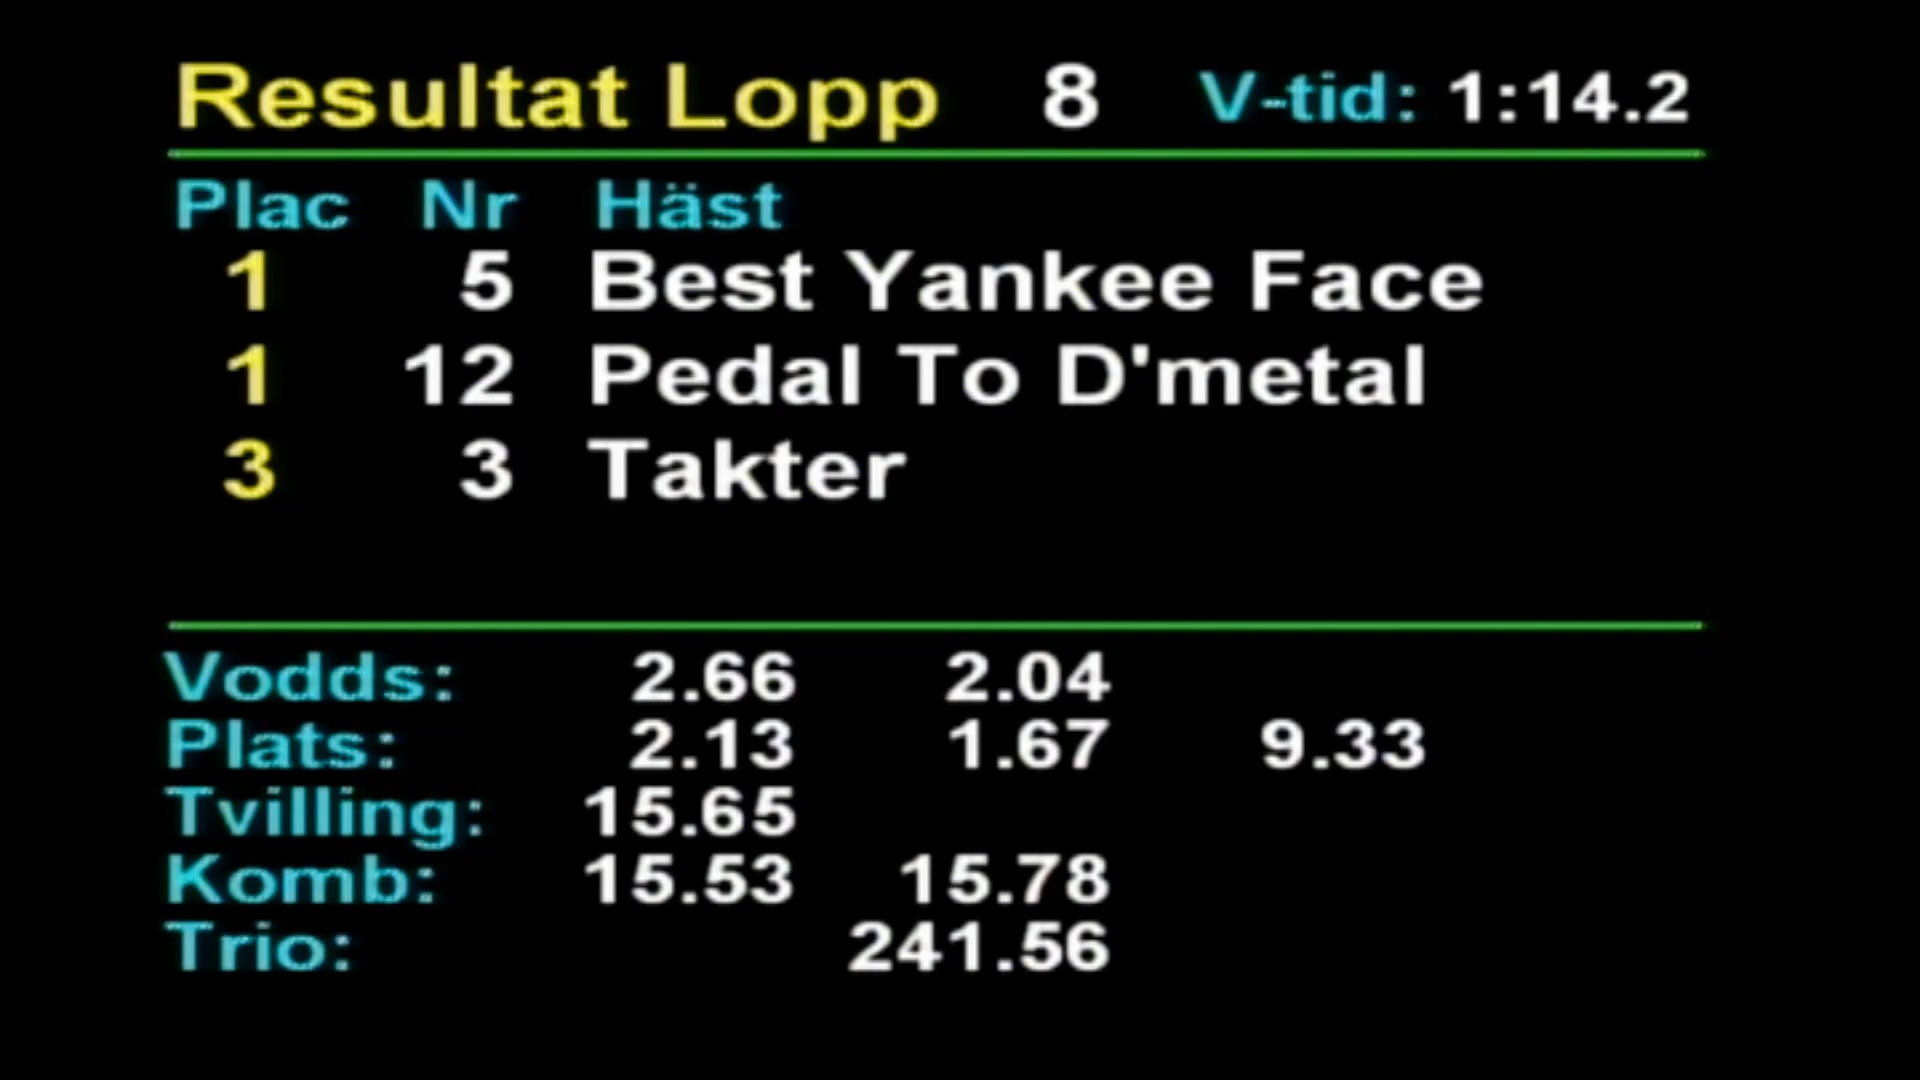 Resultat Lopp 8 V-tid: 1:14.2
Plac Nr Häst
1 5 Best Yankee Face
1 12 Pedal To D'metal
3 3 Takter
Vodds: 2.66 2.04
Plats: 2.13 1.67 9.33
Tvilling: 15.65
Komb: 15.53 15.78
Trio: 241.56